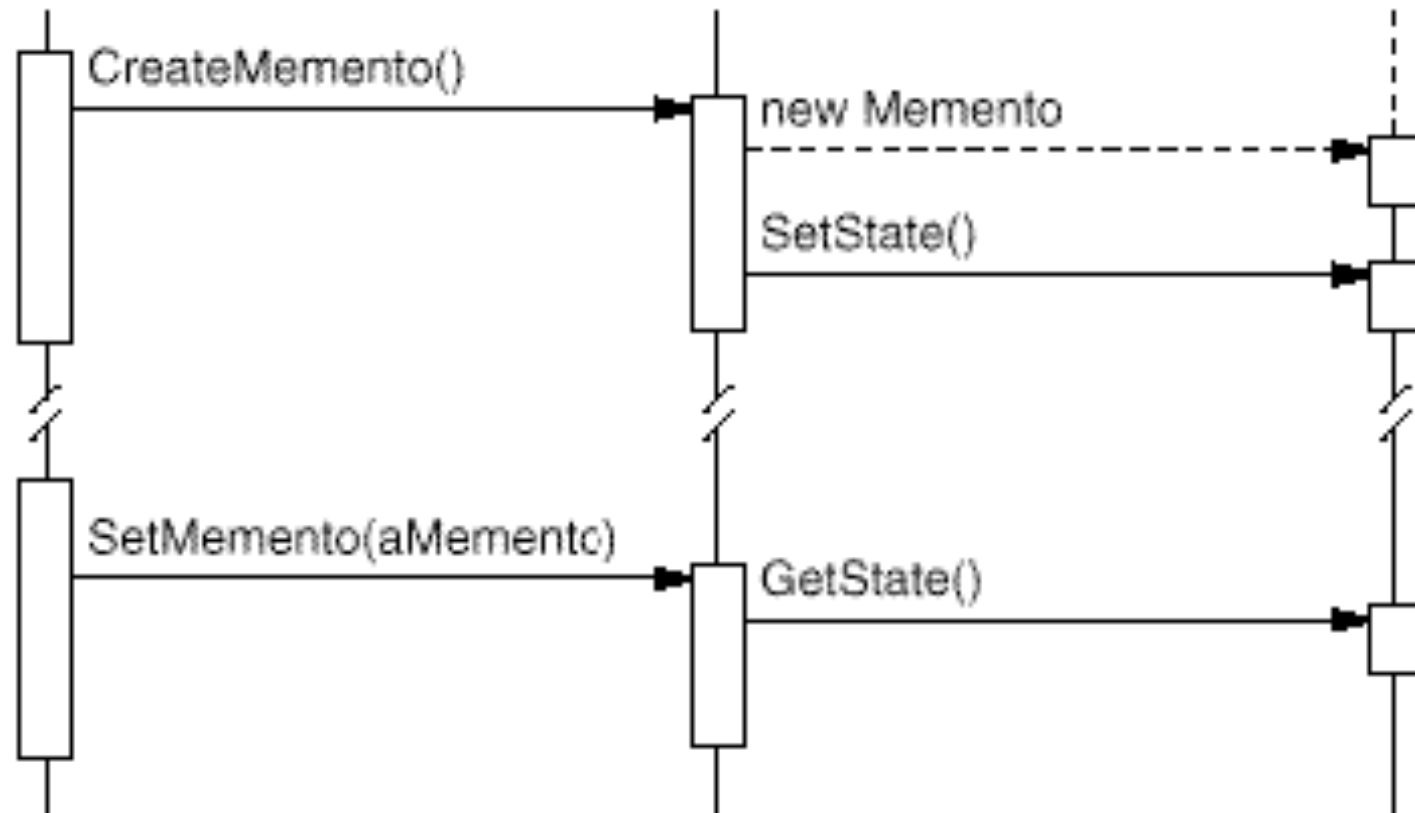 CreateMemento()
new Memento
SetState()
SetMemento(aMemento)
GetState()